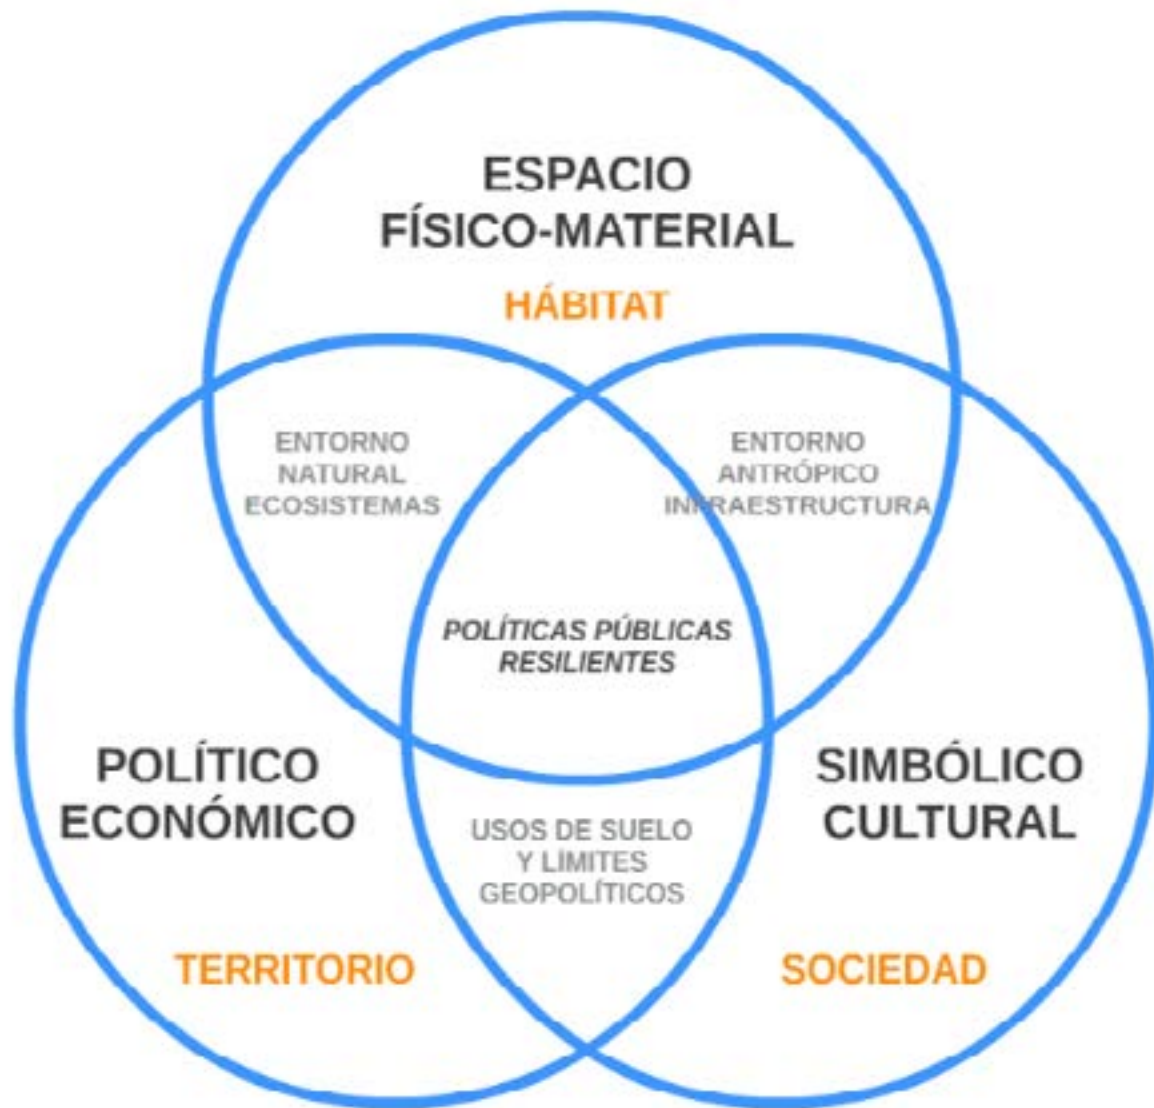 ESPACIO
FÍSICO-MATERIAL
HÁBITAT
ENTORNO
NATURAL
ECOSISTEMAS
ENTORNO
ANTRÓPICO
INFRAESTRUCTURA
POLÍTICAS PÚBLICAS
RESILIENTES
POLÍTICO
ECONÓMICO
SIMBÓLICO
CULTURAL
USOS DE SUELO
Y LÍMITES
GEOPOLÍTICOS
TERRITORIO
SOCIEDAD